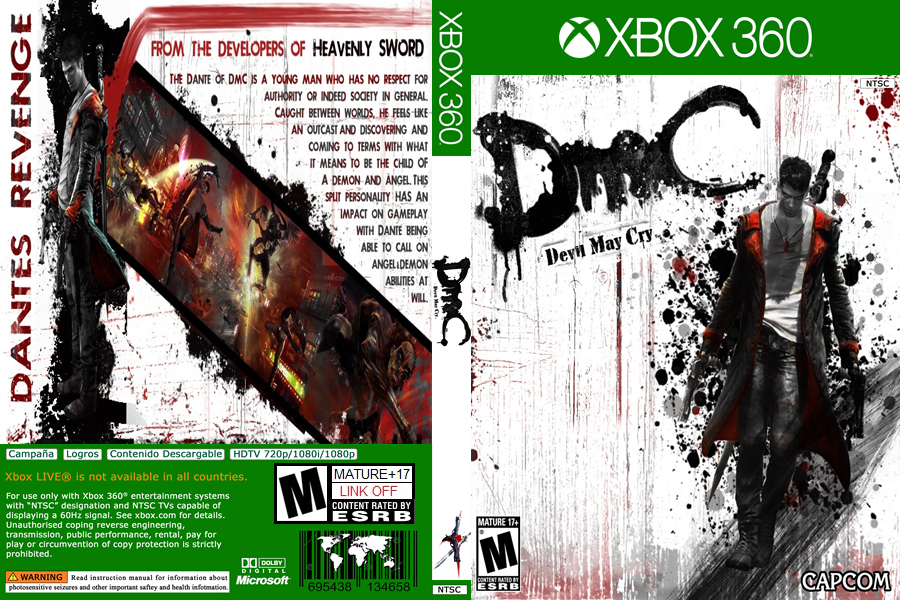 DANTES REVENGE
FROM THE DEVELOPERS OF HEAVENLY SWORD
THE DANTE OF DMC IS A YOUNG MAN WHO HAS NO RESPECT FOR
AUTHORITY OR INDEED SOCIETY IN GENERAL.
CAUGHT BETWEEN WORLDS, HE FEELS LIKE
AN OUTCAST AND DISCOVERING AND
COMING TO TERMS WITH WHAT
IT MEANS TO BE THE CHILD OF
A DEMON AND ANGEL.THIS
SPLIT PERSONALITY HAS AN
IMPACT ON GAMEPLAY
WITH DANTE BEING
ABLE TO CALL ON
ANGEL&DEMON
ABILITIES AT
WILL.
Campaña
Logros
Contenido Descargable
HDTV 720p/1080i/1080p
Xbox LIVE® is not available in all countries.
For use only with Xbox 360® entertainment systems
with “NTSC” designation and NTSC TVs capable of
displaying a 60Hz signal. See xbox.com for details.
Unauthorised coping reverse engineering,
transmission, public performance, rental, pay for
play or circumvention of copy protection is strictly
prohibited.
WARNING Read instruction manual for information about
photosensitive seizures and other important saftey and health infotmation.
M
MATURE+17
LINK OFF
CONTENT RATED BY
ESRB
DOLBY
DIGITAL
Microsoft
695438 134658
XBOX 360
DmC
Devil May Cry
NTSC
XBOX 360
NTSC
DmC
Devil May Cry
MATURE 17+
M
CONTENT RATED BY
ESRB
CAPCOM